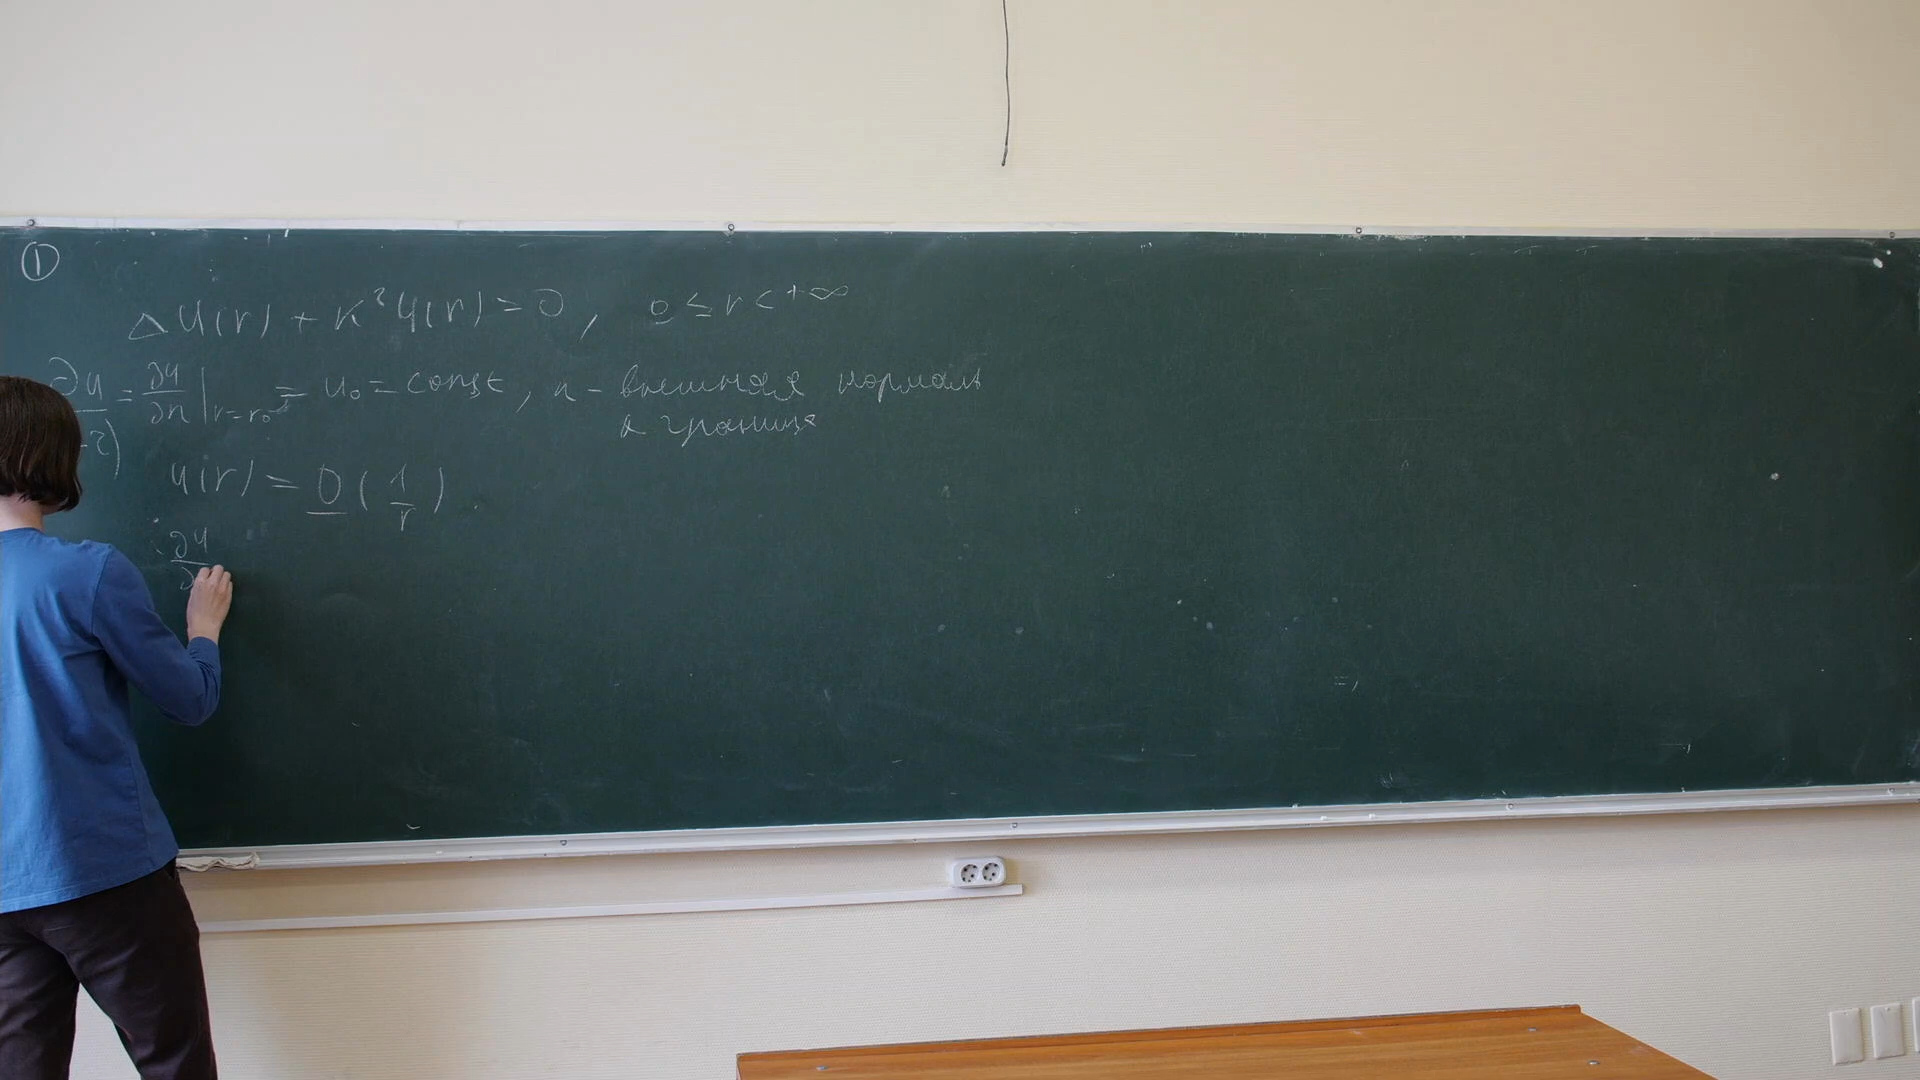 ①
Δu(r) + k²u(r) = 0, 0 ≤ r < +∞
∂u/∂(-r) = ∂u/∂n |r=r₀ = u₀ = const, n - внешняя нормаль
к границе
u(r) = O(1/r)
∂u